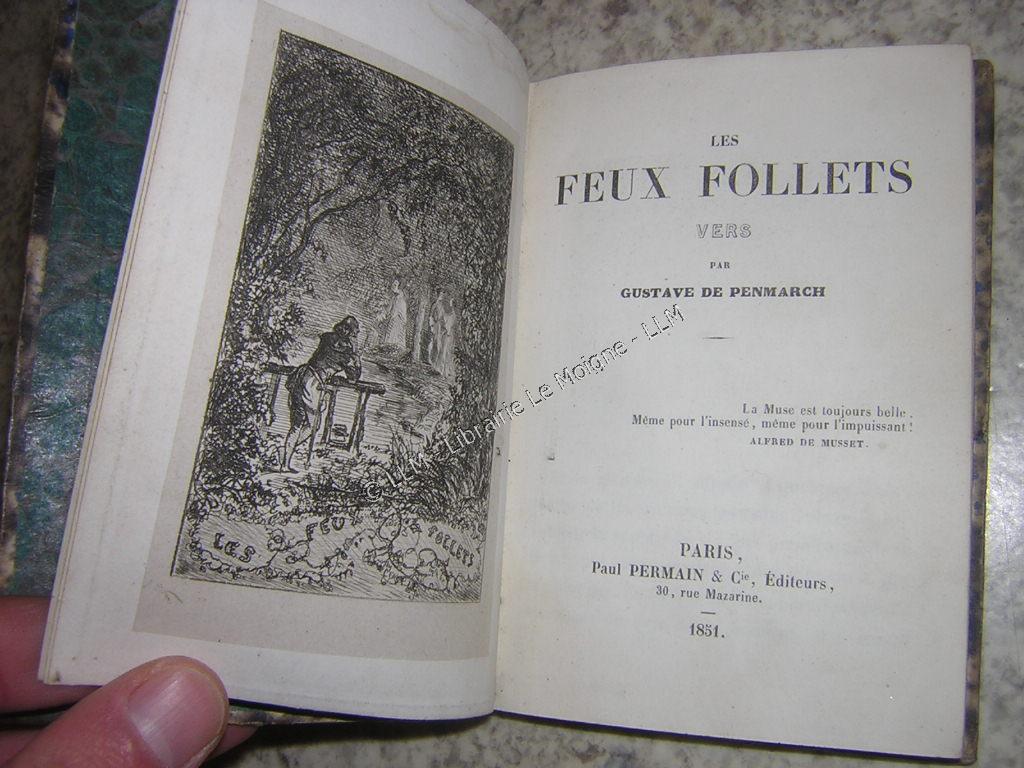 LES FEU FOLLETS
LES
FEUX FOLLETS
VERS
PAR
GUSTAVE DE PENMARCH
La Muse est toujours belle.
Même pour l'insensé, même pour l'impuissant!
ALFRED DE MUSSET.
PARIS,
Paul PERMAIN & Cie, Éditeurs,
30, rue Mazarine.
1851.
© LLM - Librairie Le Moigne - LLM